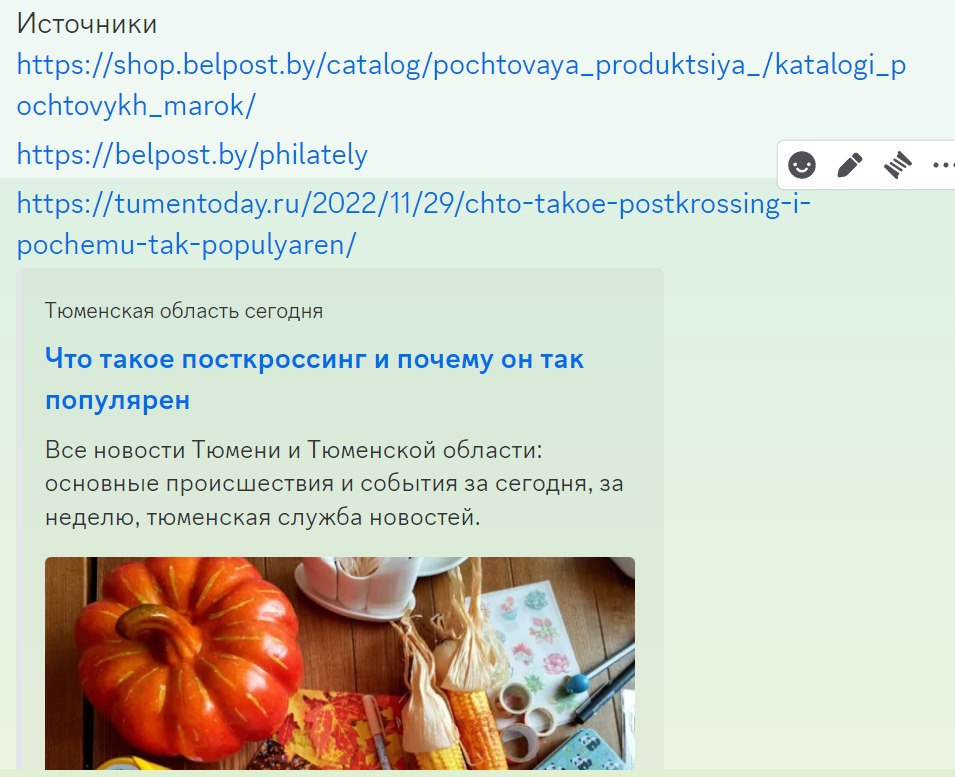 Источники
https://shop.belpost.by/catalog/pochtovaya_produktsiya_/katalogi_p
ochtovykh_marok/
https://belpost.by/philately
https://tumentoday.ru/2022/11/29/chto-takoe-postkrossing-i-
pochemu-tak-populyaren/
Тюменская область сегодня
Что такое посткроссинг и почему он так
популярен
Все новости Тюмени и Тюменской области:
основные происшествия и события за сегодня, за
неделю, тюменская служба новостей.